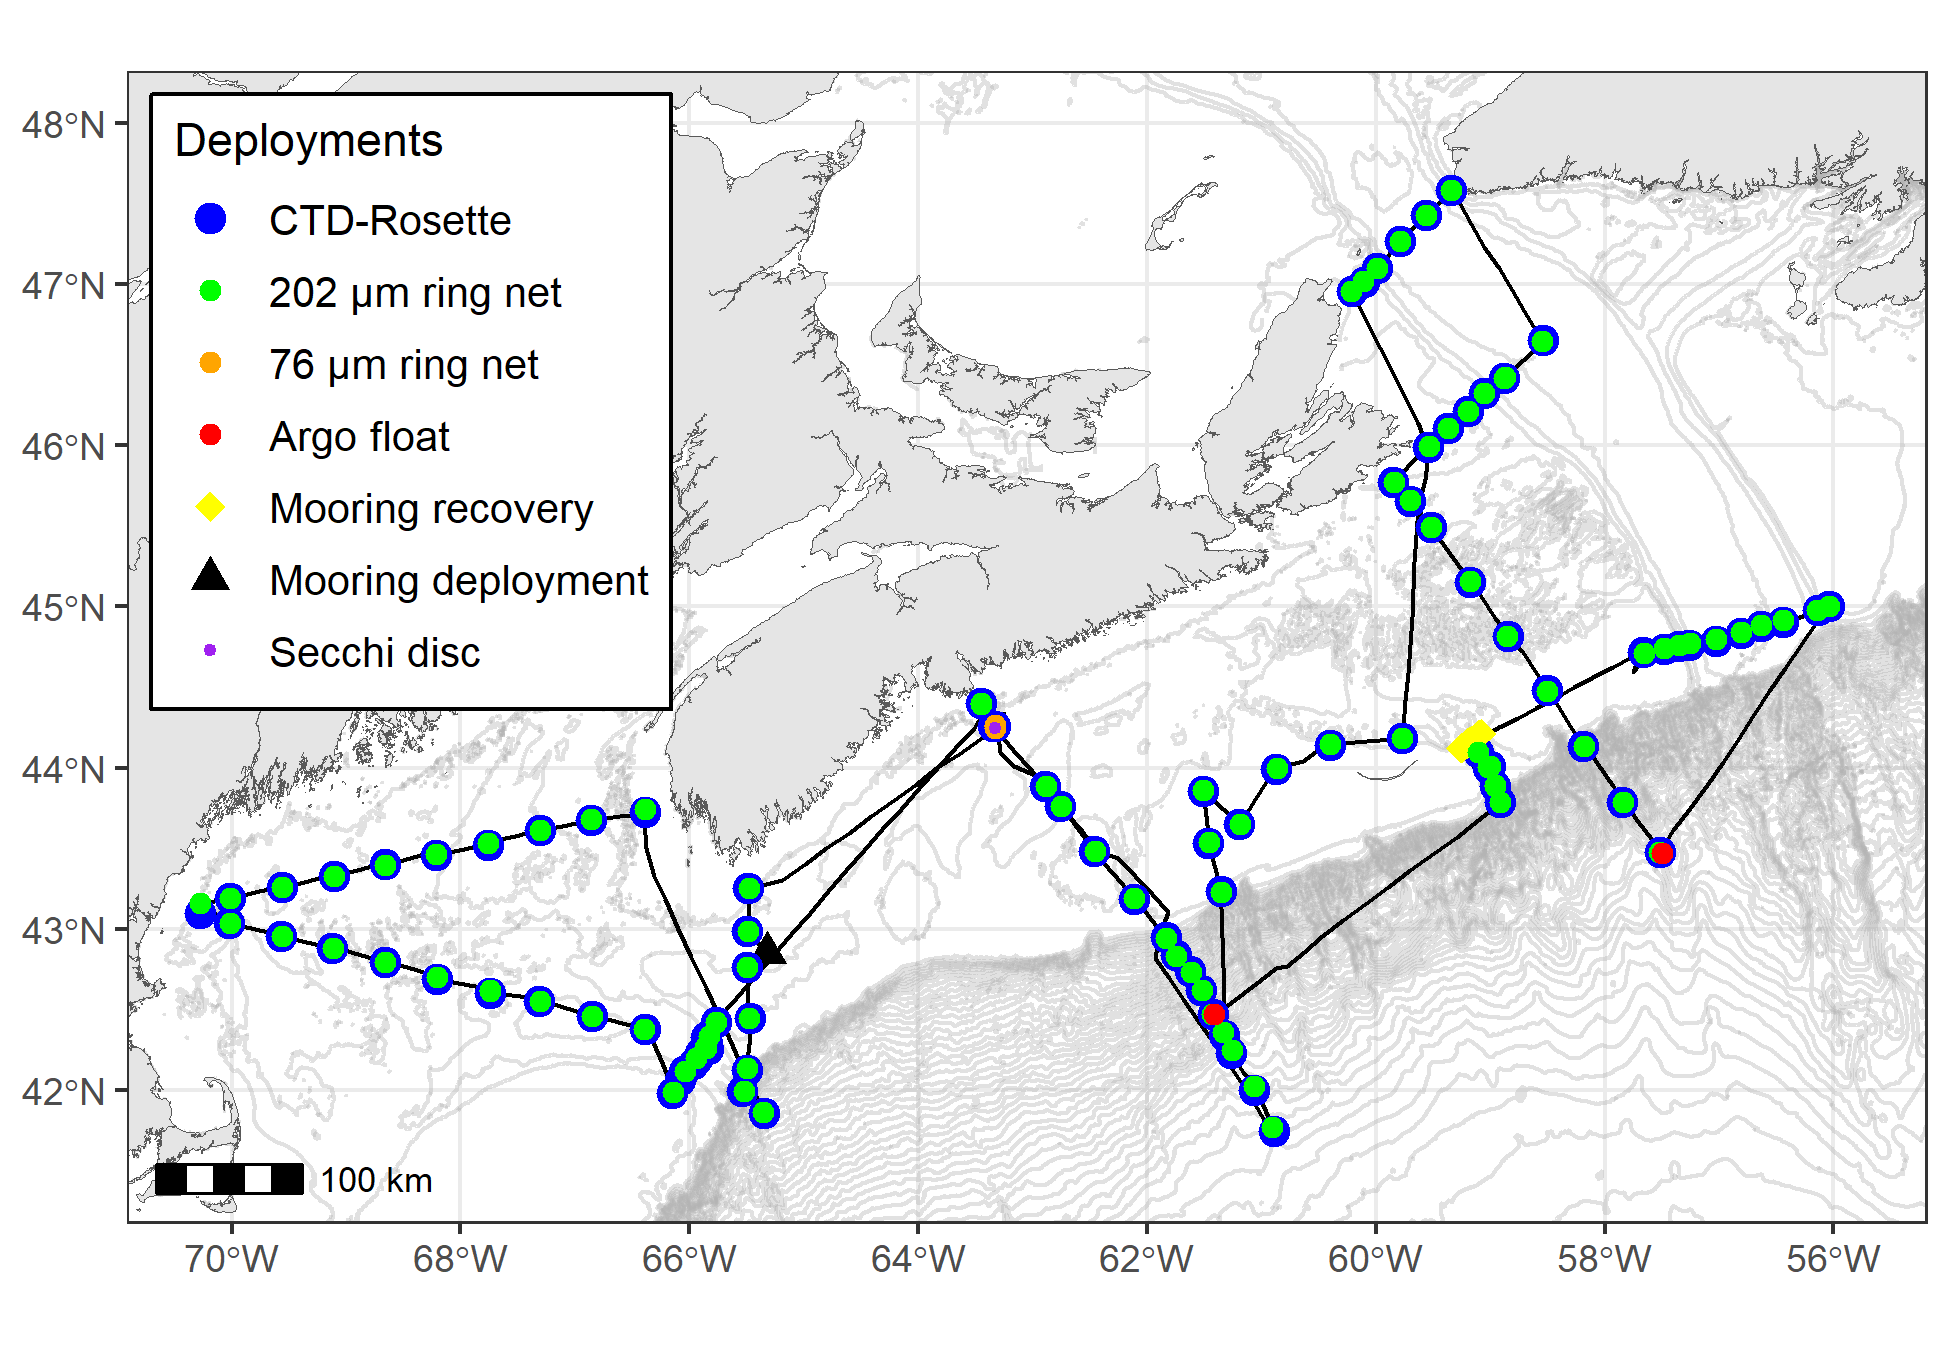 Deployments
CTD-Rosette
202 µm ring net
76 µm ring net
Argo float
Mooring recovery
Mooring deployment
Secchi disc
48°N
47°N
46°N
45°N
44°N
43°N
42°N
100 km
70°W 68°W 66°W 64°W 62°W 60°W 58°W 56°W